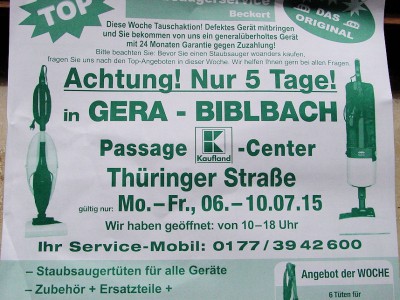 TOP
Beckert
DAS
ORIGINAL
Diese Woche Tauschaktion! Defektes Gerät mitbringen
und Sie bekommen von uns ein generalüberholtes Gerät
mit 24 Monaten Garantie gegen Zuzahlung!
Bitte beachten Sie: Bevor Sie einen Staubsauger woanders kaufen,
fragen Sie uns nach den Top-Angeboten in dieser Woche. Wir helfen Ihnen gern bei allen Fragen.
Achtung! Nur 5 Tage!
in GERA - BIBLBACH
Passage K Kaufland -Center
Thüringer Straße
gültig nur: Mo.–Fr., 06.–10.07.15
Wir haben geöffnet: von 10–18 Uhr
Ihr Service-Mobil: 0177/3942600
– Staubsaugertüten für alle Geräte
– Zubehör + Ersatzteile +
Angebot der WOCHE
6 Tüten für